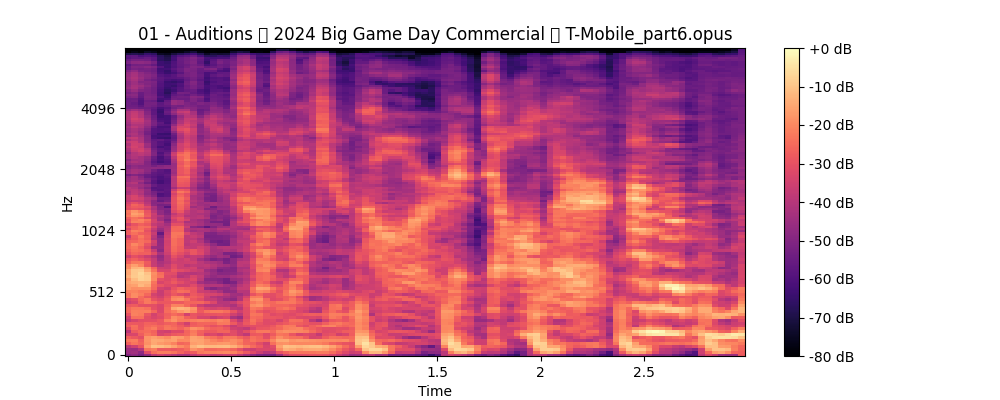 01 - Auditions ▯ 2024 Big Game Day Commercial ▯ T-Mobile_part6.opus
Hz
4096
2048
1024
512
0
0 0.5 1 1.5 2 2.5
Time
+0 dB
-10 dB
-20 dB
-30 dB
-40 dB
-50 dB
-60 dB
-70 dB
-80 dB